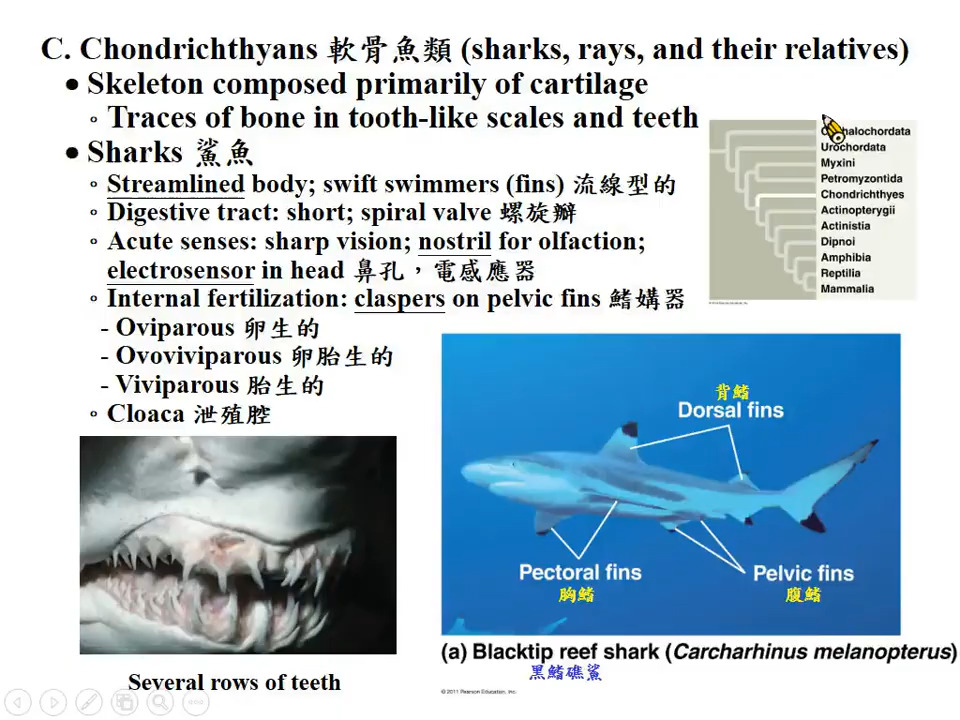 C. Chondrichthyans 軟骨魚類 (sharks, rays, and their relatives)
• Skeleton composed primarily of cartilage
◦ Traces of bone in tooth-like scales and teeth
• Sharks 鯊魚
◦ Streamlined body; swift swimmers (fins) 流線型的
◦ Digestive tract: short; spiral valve 螺旋瓣
◦ Acute senses: sharp vision; nostril for olfaction;
electrosensor in head 鼻孔，電感應器
◦ Internal fertilization: claspers on pelvic fins 鰭媾器
- Oviparous 卵生的
- Ovoviviparous 卵胎生的
- Viviparous 胎生的
◦ Cloaca 泄殖腔
Urochordata
Myxini
Petromyzontida
Chondrichthyes
Actinopterygii
Actinistia
Dipnoi
Amphibia
Reptilia
Mammalia
背鰭
Dorsal fins
Pectoral fins
胸鰭
Pelvic fins
腹鰭
(a) Blacktip reef shark (Carcharhinus melanopterus)
黑鰭礁鯊
© 2011 Pearson Education, Inc.
Several rows of teeth